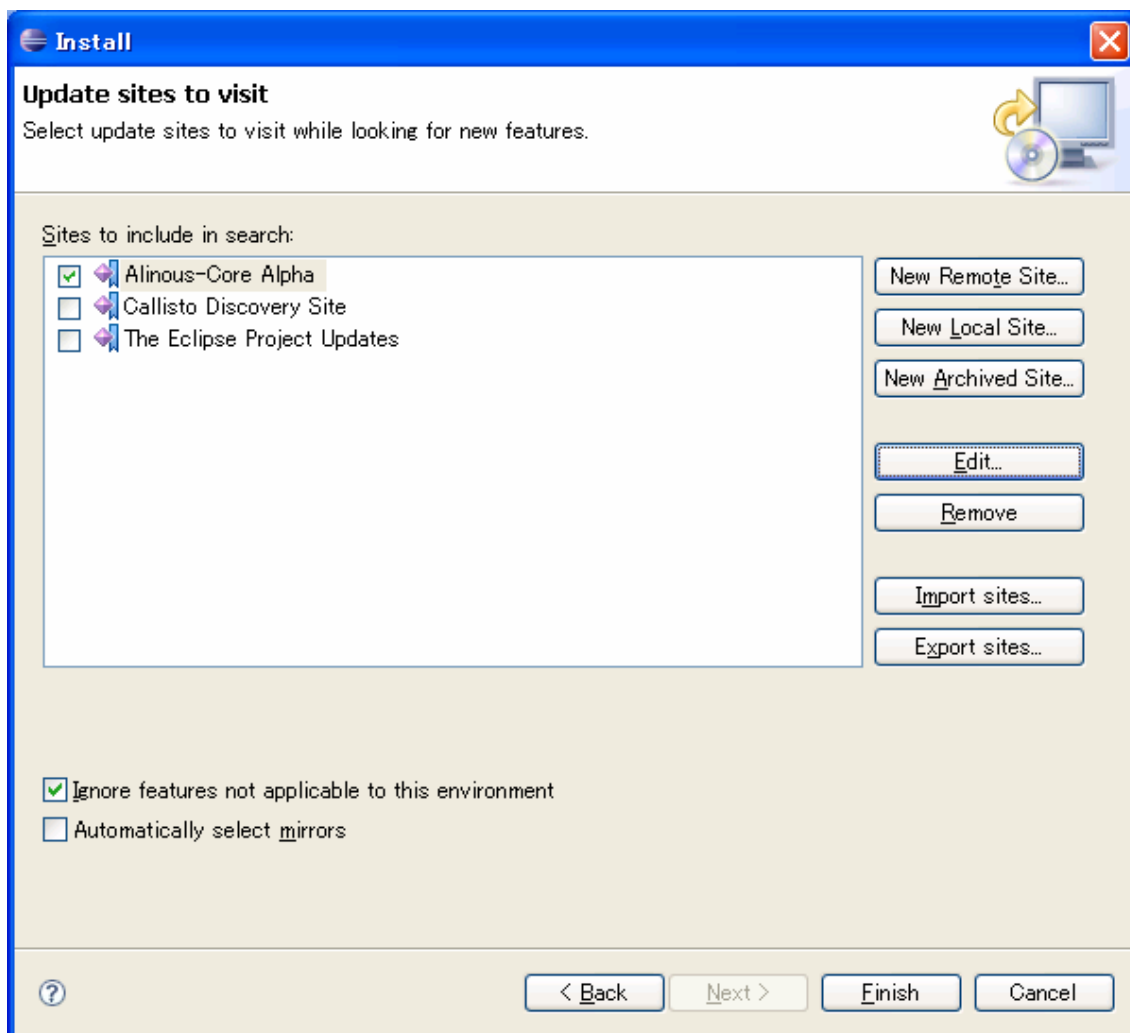 Install
Update sites to visit
Select update sites to visit while looking for new features.
Sites to include in search:
Alinous-Core Alpha
Callisto Discovery Site
The Eclipse Project Updates
New Remote Site...
New Local Site...
New Archived Site...
Edit...
Remove
Import sites...
Export sites...
Ignore features not applicable to this environment
Automatically select mirrors
?
< Back
Next >
Finish
Cancel